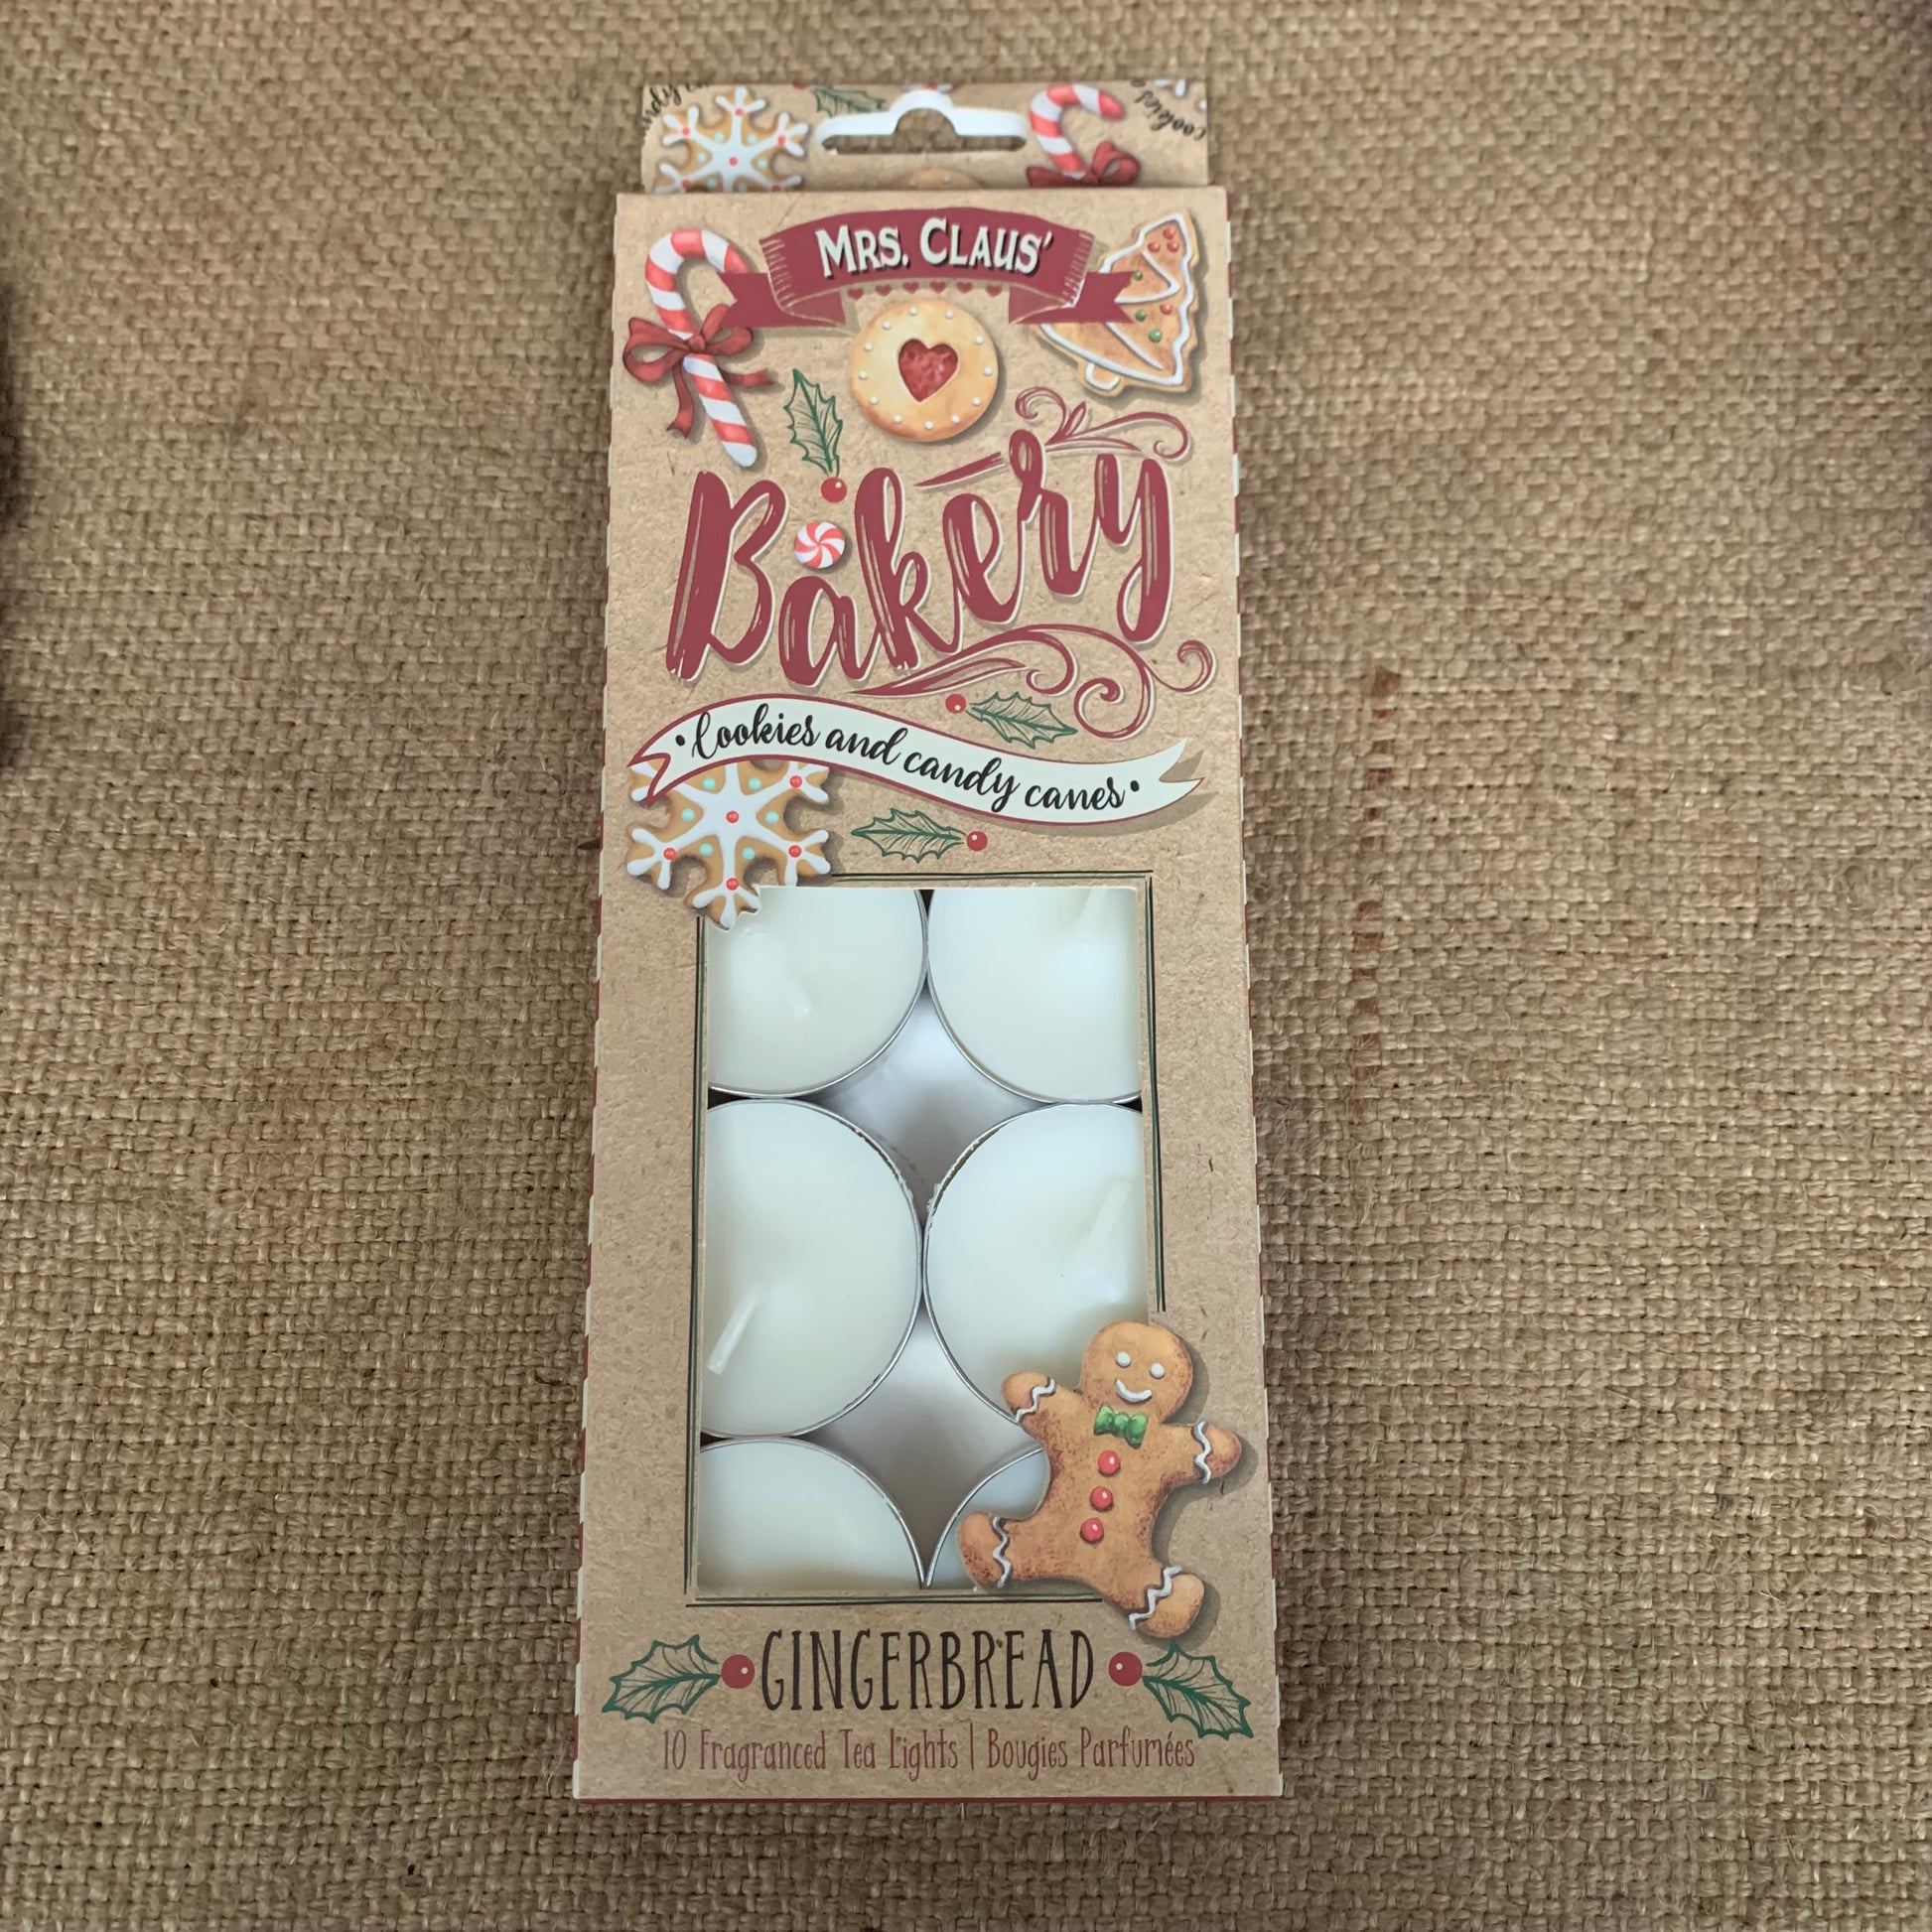 MRS. CLAUS'
Bakery
• Cookies and candy canes •
GINGERBREAD
10 Fragranced Tea Lights | Bougies Parfumées